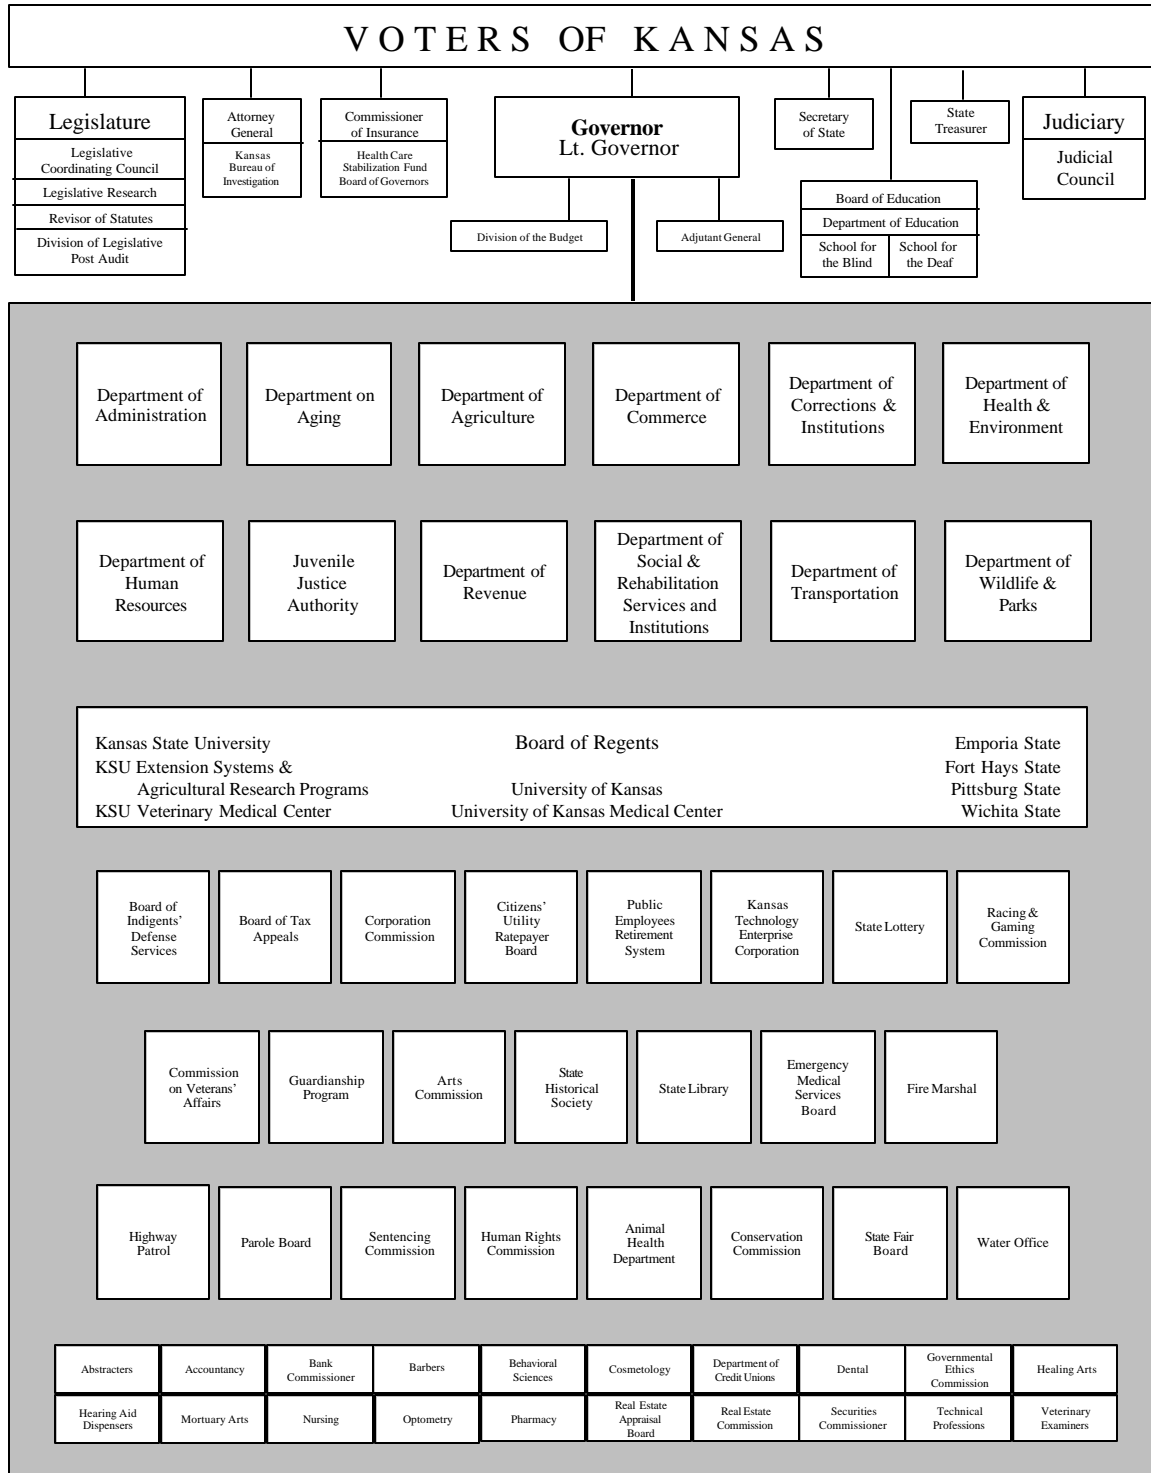 VOTERS OF KANSAS
Legislature
Legislative
Coordinating Council
Legislative Research
Revisor of Statutes
Division of Legislative
Post Audit
Attorney
General
Kansas
Bureau of
Investigation
Commissioner
of Insurance
Health Care
Stabilization Fund
Board of Governors
Governor
Lt. Governor
Division of the Budget
Adjutant General
Secretary
of State
Board of Education
Department of Education
School for
the Blind
School for
the Deaf
State
Treasurer
Judiciary
Judicial
Council
Department of
Administration
Department on
Aging
Department of
Agriculture
Department of
Commerce
Department of
Corrections &
Institutions
Department of
Health &
Environment
Department of
Human
Resources
Juvenile
Justice
Authority
Department of
Revenue
Department of
Social &
Rehabilitation
Services and
Institutions
Department of
Transportation
Department of
Wildlife &
Parks
Board of Regents
Kansas State University
KSU Extension Systems &
Agricultural Research Programs
KSU Veterinary Medical Center
University of Kansas
University of Kansas Medical Center
Emporia State
Fort Hays State
Pittsburg State
Wichita State
Board of
Indigents'
Defense
Services
Board of Tax
Appeals
Corporation
Commission
Citizens'
Utility
Ratepayer
Board
Public
Employees
Retirement
System
Kansas
Technology
Enterprise
Corporation
State Lottery
Racing &
Gaming
Commission
Commission
on Veterans'
Affairs
Guardianship
Program
Arts
Commission
State
Historical
Society
State Library
Emergency
Medical
Services
Board
Fire Marshal
Highway
Patrol
Parole Board
Sentencing
Commission
Human Rights
Commission
Animal
Health
Department
Conservation
Commission
State Fair
Board
Water Office
Abstracters
Accountancy
Bank
Commissioner
Barbers
Behavioral
Sciences
Cosmetology
Department of
Credit Unions
Dental
Governmental
Ethics
Commission
Healing Arts
Hearing Aid
Dispensers
Mortuary Arts
Nursing
Optometry
Pharmacy
Real Estate
Appraisal
Board
Real Estate
Commission
Securities
Commissioner
Technical
Professions
Veterinary
Examiners